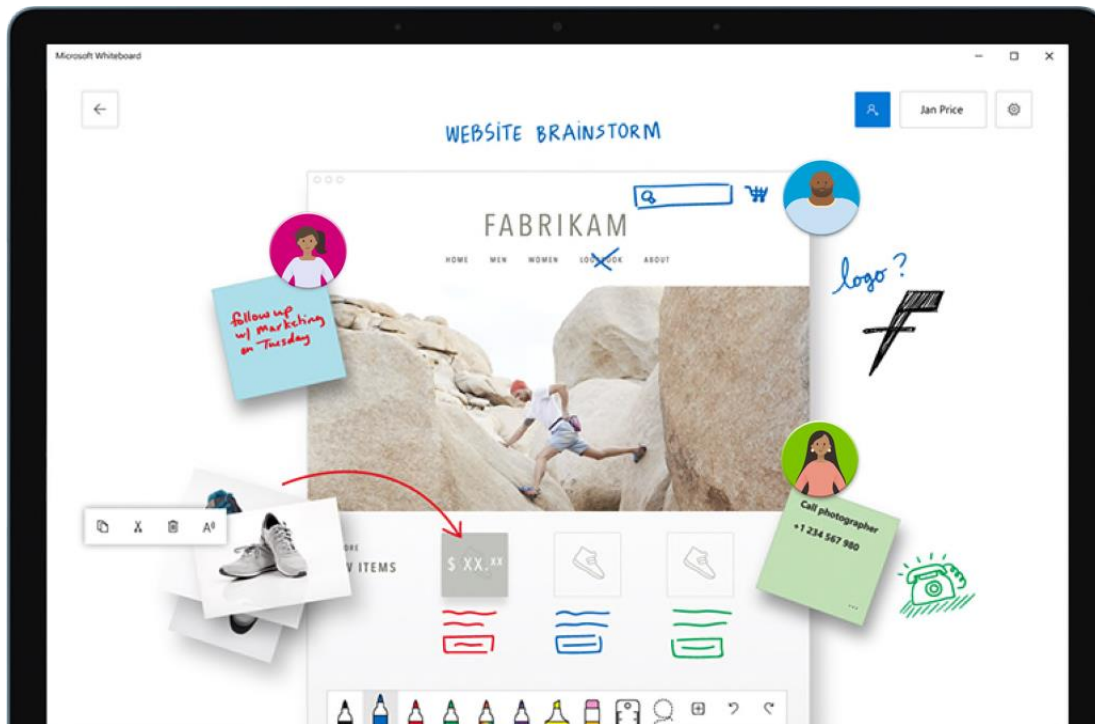 Microsoft Whiteboard
Jan Price
WEBSITE BRAINSTORM
FABRIKAM
HOME MEN WOMEN LOOKBOOK ABOUT
logo?
follow up
w/ Marketing
on Tuesday
Call photographer
+1 234 567 980
$ XX.xx
ITEMS